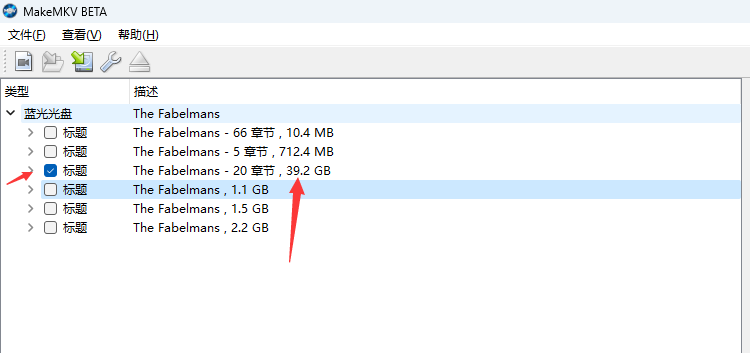 MakeMKV BETA
文件(F) 查看(V) 帮助(H)
类型 描述
蓝光光盘 The Fabelmans
标题 The Fabelmans - 66 章节 , 10.4 MB
标题 The Fabelmans - 5 章节 , 712.4 MB
标题 The Fabelmans - 20 章节 , 39.2 GB
标题 The Fabelmans , 1.1 GB
标题 The Fabelmans , 1.5 GB
标题 The Fabelmans , 2.2 GB